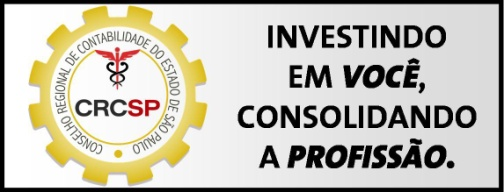 CONSELHO REGIONAL DE CONTABILIDADE DO ESTADO DE SÃO PAULO
CRCSP
INVESTINDO
EM VOCÊ,
CONSOLIDANDO
A PROFISSÃO.